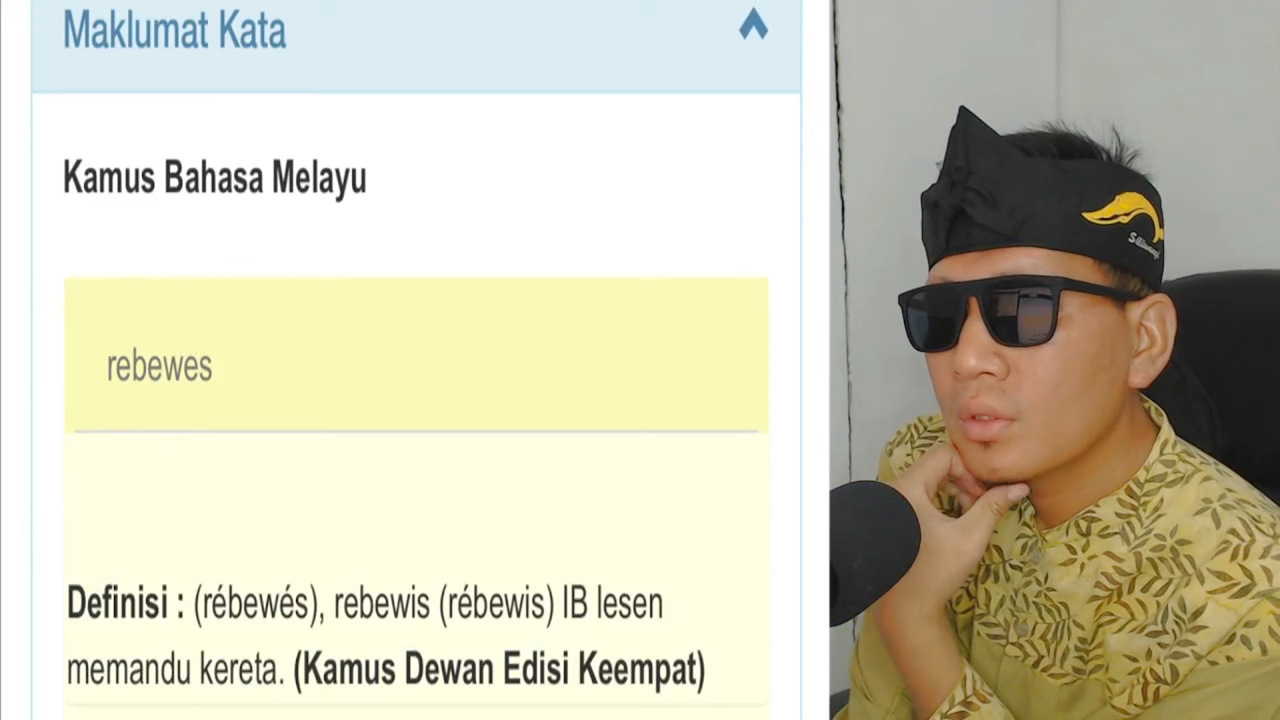 Maklumat Kata
Kamus Bahasa Melayu
rebewes
Definisi : (rébewés), rebewis (rébewis) IB lesen
memandu kereta. (Kamus Dewan Edisi Keempat)